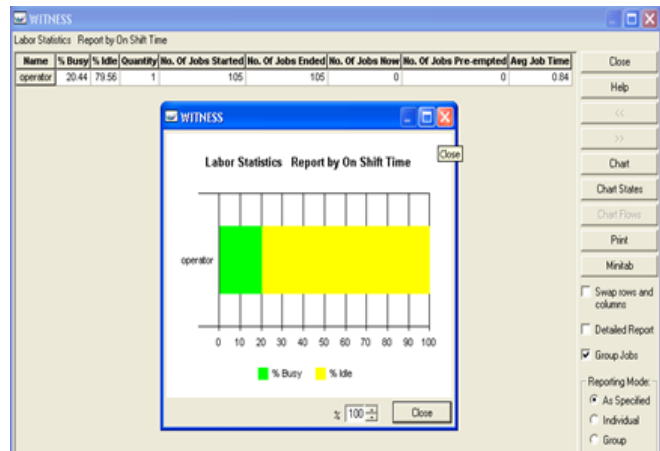 WITNESS
Labor Statistics Report by On Shift Time
Name % Busy % Idle Quantity No. Of Jobs Started No. Of Jobs Ended No. Of Jobs Now No. Of Jobs Pre-empted Avg Job Time
operator 20.44 79.56 1 105 105 0 0 0.84
WITNESS
Close
Labor Statistics Report by On Shift Time
operator
0 10 20 30 40 50 60 70 80 90 100
% Busy % Idle
% 100 Close
Close
Help
<<
>>
Chart
Chart States
Chart Flows
Print
Minitab
Swap rows and
columns
Detailed Report
Group Jobs
Reporting Mode:
As Specified
Individual
Group